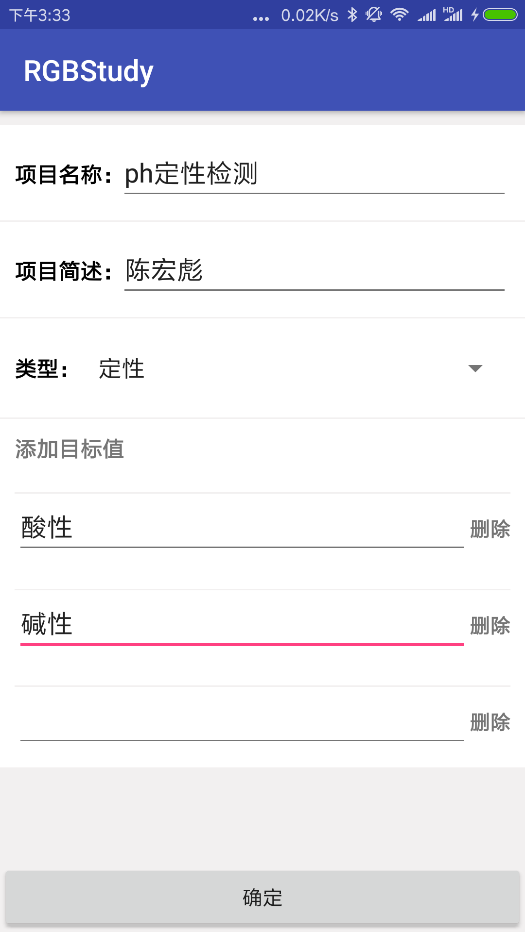 下午3:33 ... 0.02K/s HD
RGBStudy
项目名称： ph定性检测
项目简述： 陈宏彪
类型： 定性
添加目标值
酸性 删除
碱性 删除
删除
确定